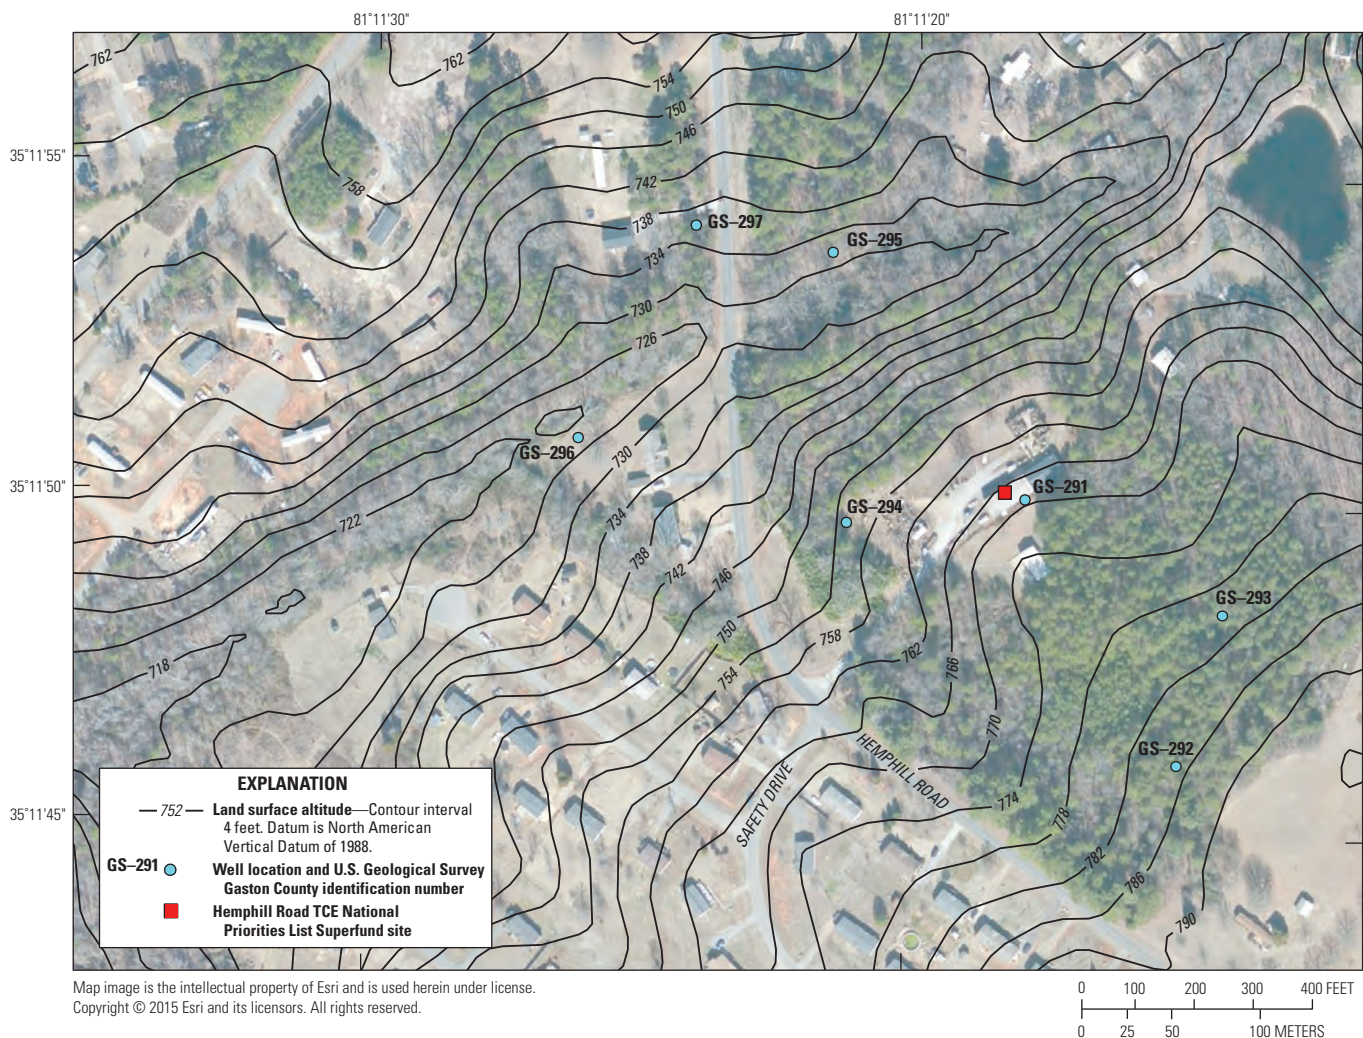 81°11'30"
81°11'20"
35°11'55"
35°11'50"
35°11'45"
762
762
754
750
746
742
738
734
730
726
758
GS–297
GS–295
GS–296
730
722
734
738
742
746
750
754
758
762
766
770
774
778
782
786
790
718
GS–294
GS–291
GS–293
GS–292
HEMPHILL ROAD
SAFETY DRIVE
EXPLANATION
752 Land surface altitude—Contour interval
4 feet. Datum is North American
Vertical Datum of 1988.
GS–291 Well location and U.S. Geological Survey
Gaston County identification number
Hemphill Road TCE National
Priorities List Superfund site
Map image is the intellectual property of Esri and is used herein under license.
Copyright © 2015 Esri and its licensors. All rights reserved.
0 100 200 300 400 FEET
0 25 50 100 METERS